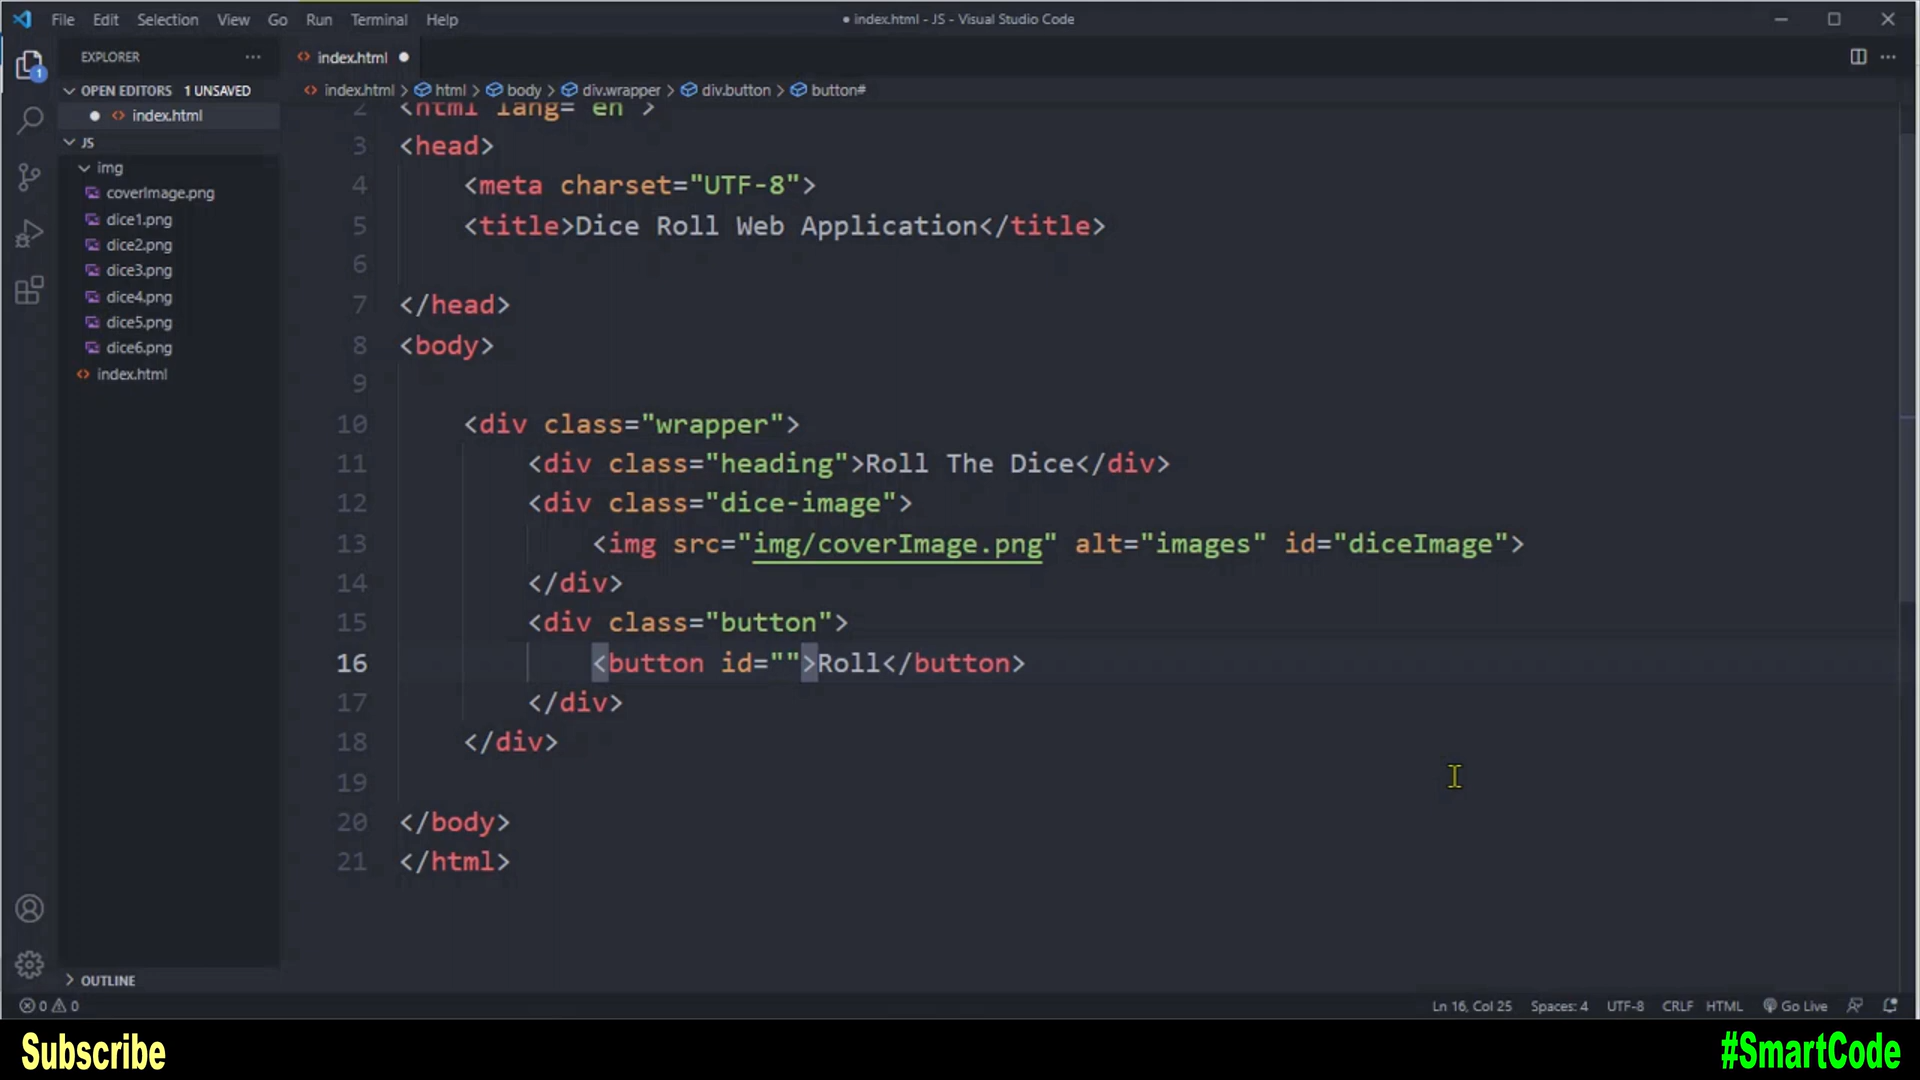 File Edit Selection View Go Run Terminal Help
● index.html - JS - Visual Studio Code
EXPLORER ···
OPEN EDITORS 1 UNSAVED
● <> index.html
JS
img
coverImage.png
dice1.png
dice2.png
dice3.png
dice4.png
dice5.png
dice6.png
<> index.html
OUTLINE
1
<> index.html ●
<> index.html > html > body > div.wrapper > div.button > button#
2 <html lang="en">
3 <head>
4 <meta charset="UTF-8">
5 <title>Dice Roll Web Application</title>
6
7 </head>
8 <body>
9
10 <div class="wrapper">
11 <div class="heading">Roll The Dice</div>
12 <div class="dice-image">
13 <img src="img/coverImage.png" alt="images" id="diceImage">
14 </div>
15 <div class="button">
16 <button id="">Roll</button>
17 </div>
18 </div>
19
20 </body>
21 </html>
0 0
Ln 16, Col 25 Spaces: 4 UTF-8 CRLF HTML Go Live
Subscribe
#SmartCode